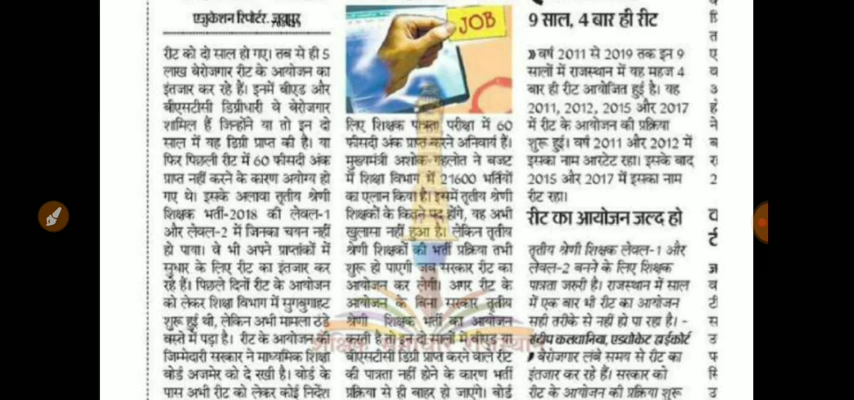 एजुकेशन रिपोर्टर. जयपुर
रीट को दो साल हो गए। तब से ही 5
लाख बेरोजगार रीट के आयोजन का
इंतजार कर रहे हैं। इनमें बीएड और
बीएसटीसी डिग्रीधारी वे बेरोजगार
शामिल हैं जिन्होंने या तो इन दो
साल में यह डिग्री प्राप्त की है। या
फिर पिछली रीट में 60 फीसदी अंक
प्राप्त नहीं करने के कारण अयोग्य हो
गए थे। इसके अलावा तृतीय श्रेणी
शिक्षक भर्ती-2018 की लेवल-1
और लेवल-2 में जिनका चयन नहीं
हो पाया। वे भी अपने प्राप्तांकों में
सुधार के लिए रीट का इंतजार कर
रहे हैं। पिछले दिनों रीट के आयोजन
को लेकर शिक्षा विभाग में सुगबुगाहट
शुरू हुई थी, लेकिन अभी मामला ठंडे
बस्ते में पड़ा है। रीट के आयोजन की
जिम्मेदारी सरकार ने माध्यमिक शिक्षा
बोर्ड अजमेर को दे रखी है। बोर्ड के
पास अभी रीट को लेकर कोई निर्देश
JOB
लिए शिक्षक पात्रता परीक्षा में 60
फीसदी अंक प्राप्त करने अनिवार्य हैं।
मुख्यमंत्री अशोक गहलोत ने बजट
में शिक्षा विभाग में 21600 भर्तियों
का एलान किया है। इसमें तृतीय श्रेणी
शिक्षकों के कितने पद होंगे, यह अभी
खुलासा नहीं हुआ है। लेकिन तृतीय
श्रेणी शिक्षकों की भर्ती प्रक्रिया तभी
शुरू हो पाएगी जब सरकार रीट का
आयोजन कर लेगी। अगर रीट के
आयोजन के बिना सरकार तृतीय
श्रेणी शिक्षक भर्ती का आयोजन
करती है तो इन दो सालों में बीएड या
बीएसटीसी डिग्री प्राप्त करने वाले रीट
की पात्रता नहीं होने के कारण भर्ती
प्रक्रिया से ही बाहर हो जाएंगे। बोर्ड
9 साल, 4 बार ही रीट
» वर्ष 2011 से 2019 तक इन 9
सालों में राजस्थान में यह महज 4
बार ही रीट आयोजित हुई है। यह
2011, 2012, 2015 और 2017
में रीट के आयोजन की प्रक्रिया
शुरू हुई। वर्ष 2011 और 2012 में
इसका नाम आरटेट रहा। इसके बाद
2015 और 2017 में इसका नाम
रीट रहा।
रीट का आयोजन जल्द हो
तृतीय श्रेणी शिक्षक लेवल-1 और
लेवल-2 बनने के लिए शिक्षक
पात्रता जरुरी है। राजस्थान में साल
में एक बार भी रीट का आयोजन
सही तरीके से नहीं हो पा रहा है। -
संदीप कलवानिया, एडवोकेट हाईकोर्ट
बेरोजगार लंबे समय से रीट का
इंतजार कर रहे हैं। सरकार को
रीट के आयोजन की प्रक्रिया शुरू